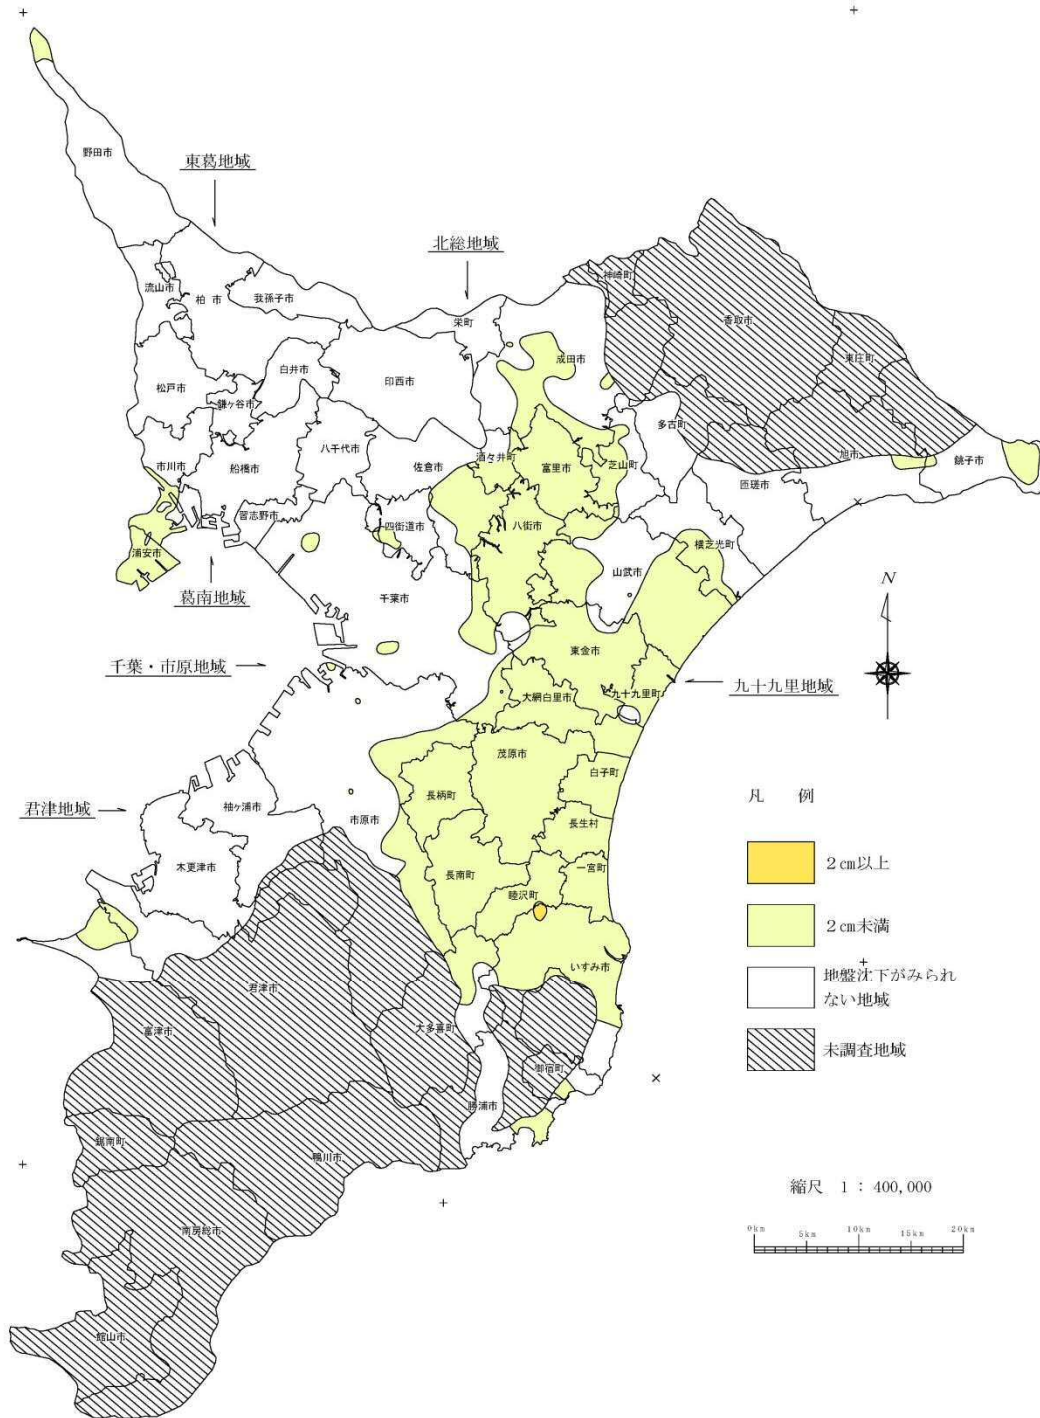 野田市
東葛地域
北総地域
流山市
柏市
我孫子市
栄町
神崎町
香取市
成田市
東庄町
松戸市
鎌ヶ谷市
白井市
印西市
多古町
市川市
船橋市
八千代市
佐倉市
酒々井町
富里市
芝山町
旭市
銚子市
匝瑳市
習志野市
四街道市
八街市
浦安市
横芝光町
山武市
葛南地域
千葉市
N
東金市
千葉・市原地域
九十九里地域
大網白里市
九十九里町
茂原市
白子町
君津地域
袖ヶ浦市
長柄町
市原市
長生村
凡 例
2cm以上
木更津市
長南町
睦沢町
一宮町
2cm未満
いすみ市
地盤沈下がみられ
ない地域
君津市
富津市
大多喜町
未調査地域
御宿町
勝浦市
鋸南町
鴨川市
縮尺 1：400,000
南房総市
0km 5km 10km 15km 20km
館山市